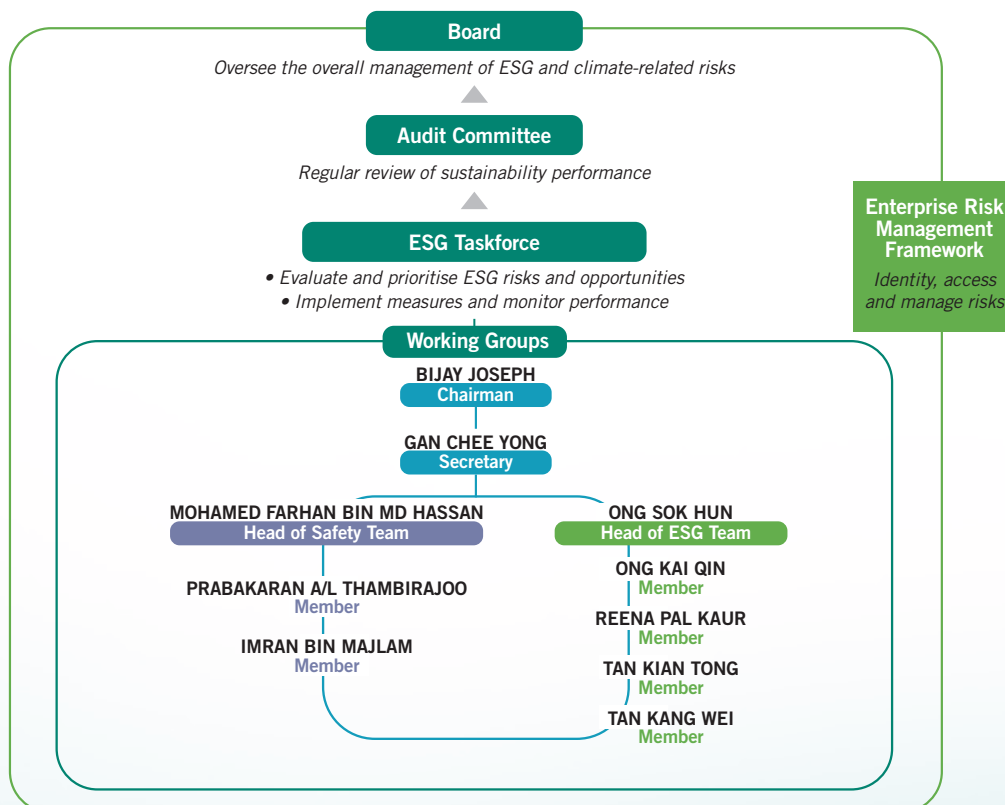 Board
Oversee the overall management of ESG and climate-related risks
Audit Committee
Regular review of sustainability performance
ESG Taskforce
• Evaluate and prioritise ESG risks and opportunities
• Implement measures and monitor performance
Enterprise Risk
Management
Framework
Identity, access
and manage risks
Working Groups
BIJAY JOSEPH
Chairman
GAN CHEE YONG
Secretary
MOHAMED FARHAN BIN MD HASSAN
Head of Safety Team
PRABAKARAN A/L THAMBIRAJOO
Member
IMRAN BIN MAJLAM
Member
ONG SOK HUN
Head of ESG Team
ONG KAI QIN
Member
REENA PAL KAUR
Member
TAN KIAN TONG
Member
TAN KANG WEI
Member